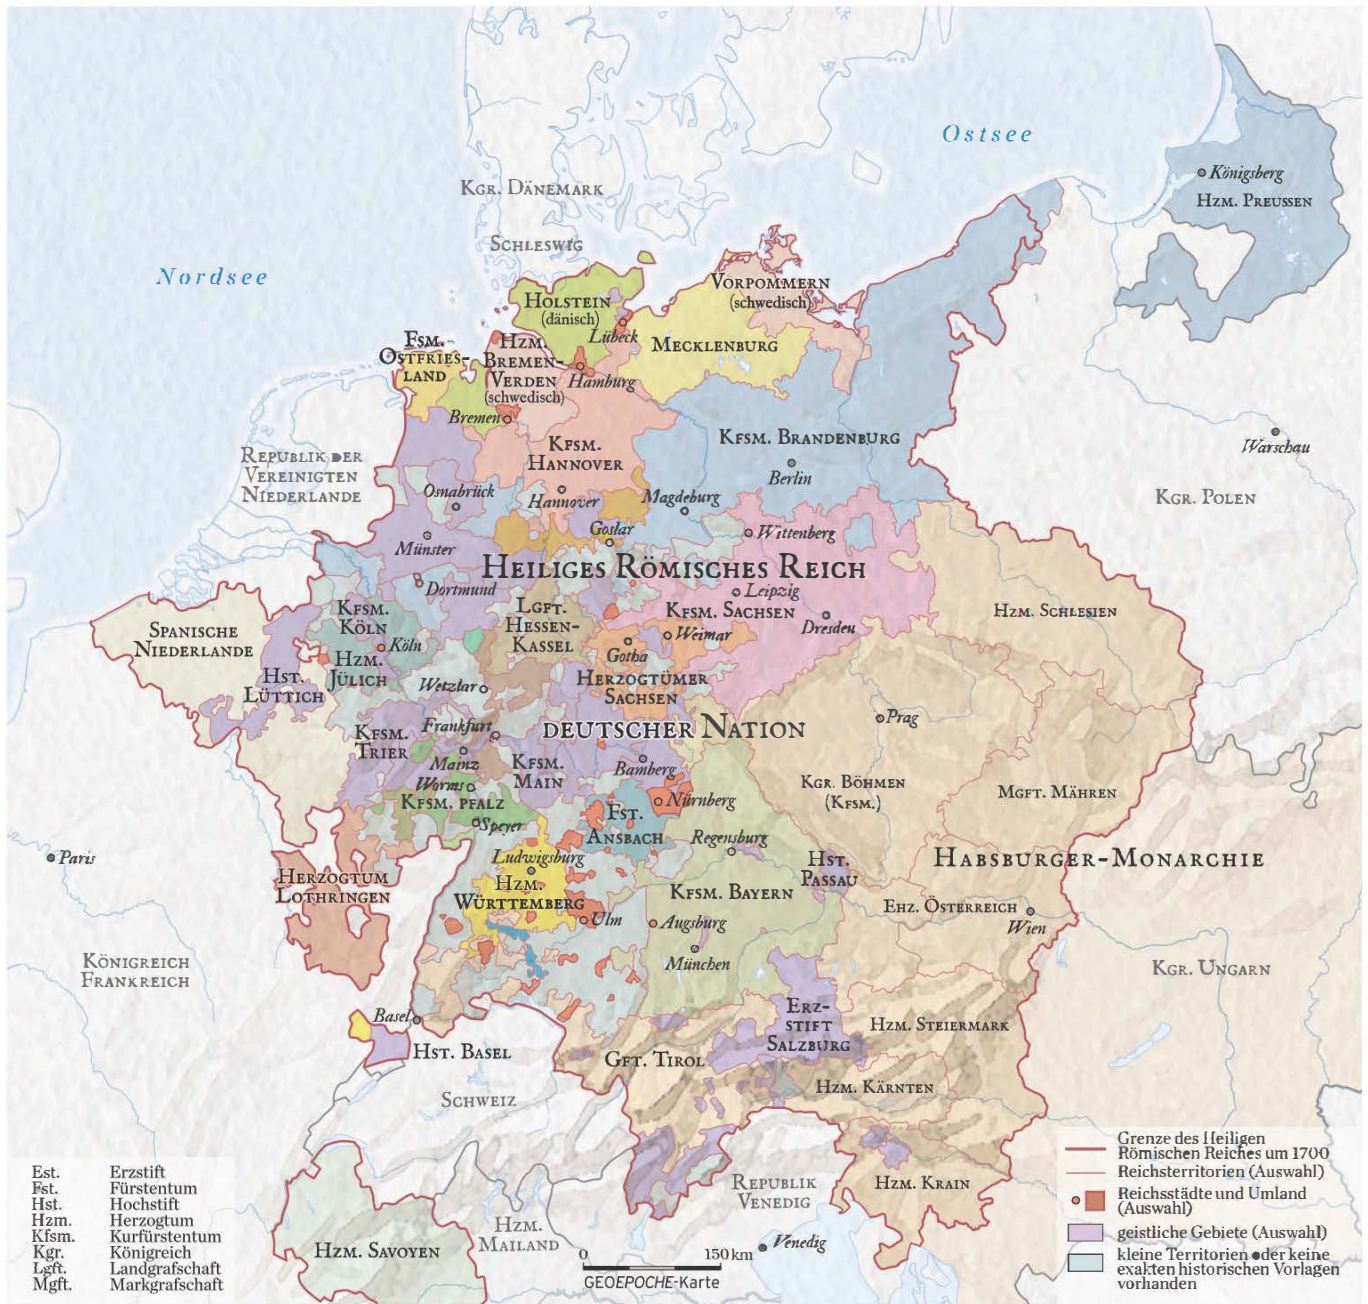 Ostsee
Königsberg
Hzm. Preussen
Kgr. Dänemark
Schleswig
Nordsee
Vorpommern
(schwedisch)
Holstein
(dänisch)
Lübeck
Mecklenburg
Fsm.
Ostfries-
land
Hzm.
Bremen-
Verden
(schwedisch)
Hamburg
Bremen
Kfsm.
Hannover
Kfsm. Brandenburg
Berlin
Warschau
Republik der
Vereinigten
Niederlande
Osnabrück
Hannover
Magdeburg
Kgr. Polen
Goslar
Wittenberg
Münster
Heiliges Römisches Reich
Dortmund
Leipzig
Kfsm.
Köln
Lgft.
Hessen-
Kassel
Kfsm. Sachsen
Dresden
Hzm. Schlesien
Spanische
Niederlande
Weimar
Köln
Gotha
Hzm.
Jülich
Hst.
Lüttich
Wetzlar
Herzogtümer
Sachsen
Prag
Frankfurt
deutscher Nation
Kfsm.
Trier
Mainz
Kfsm.
Main
Bamberg
Worms
Kgr. Böhmen
(Kfsm.)
Mgft. Mähren
Kfsm. Pfalz
Nürnberg
Speyer
Fst.
Ansbach
Regensburg
Paris
Ludwigsburg
Hst.
Passau
Habsburger-Monarchie
Herzogtum
Lothringen
Hzm.
Württemberg
Kfsm. Bayern
Ehz. Österreich
Ulm
Augsburg
Wien
München
Königreich
Frankreich
Kgr. Ungarn
Basel
Erz-
stift
Salzburg
Hzm. Steiermark
Hst. Basel
Gft. Tirol
Hzm. Kärnten
Schweiz
Republik
Venedig
Hzm. Krain
Hzm.
Mailand
Venedig
Hzm. Savoyen
Est. Erzstift
Fst. Fürstentum
Hst. Hochstift
Hzm. Herzogtum
Kfsm. Kurfürstentum
Kgr. Königreich
Lgft. Landgrafschaft
Mgft. Markgrafschaft
0 150 km
GEOEPOCHE-Karte
Grenze des Heiligen
Römischen Reiches um 1700
Reichsterritorien (Auswahl)
Reichsstädte und Umland
(Auswahl)
geistliche Gebiete (Auswahl)
kleine Territorien oder keine
exakten historischen Vorlagen
vorhanden